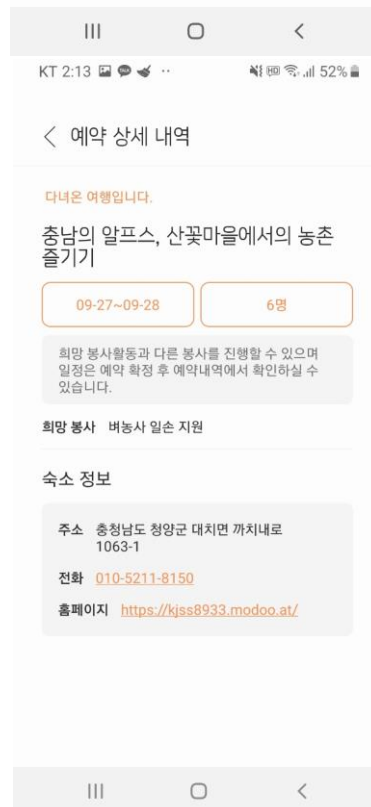 KT 2:13
HD
52%
예약 상세 내역
다녀온 여행입니다.
충남의 알프스, 산꽃마을에서의 농촌
즐기기
09-27~09-28
6명
희망 봉사활동과 다른 봉사를 진행할 수 있으며
일정은 예약 확정 후 예약내역에서 확인하실 수
있습니다.
희망 봉사 벼농사 일손 지원
숙소 정보
주소 충청남도 청양군 대치면 까치내로
1063-1
전화 010-5211-8150
홈페이지 https://kjss8933.modoo.at/